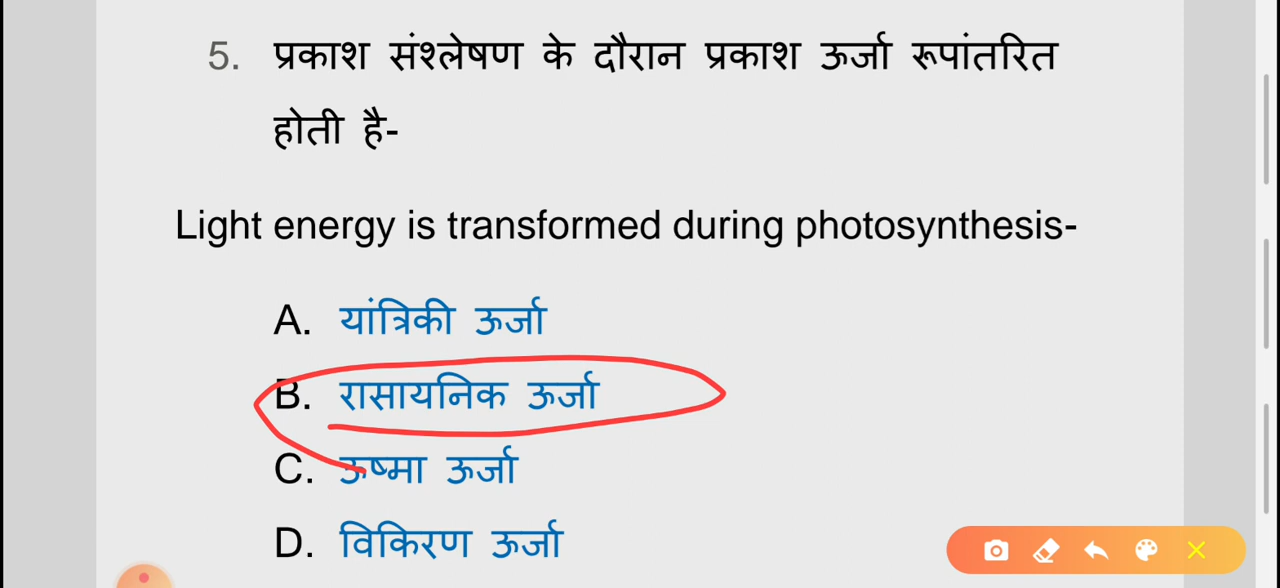 5. प्रकाश संश्लेषण के दौरान प्रकाश ऊर्जा रूपांतरित
होती है-
Light energy is transformed during photosynthesis-
A. यांत्रिकी ऊर्जा
B. रासायनिक ऊर्जा
C. ऊष्मा ऊर्जा
D. विकिरण ऊर्जा